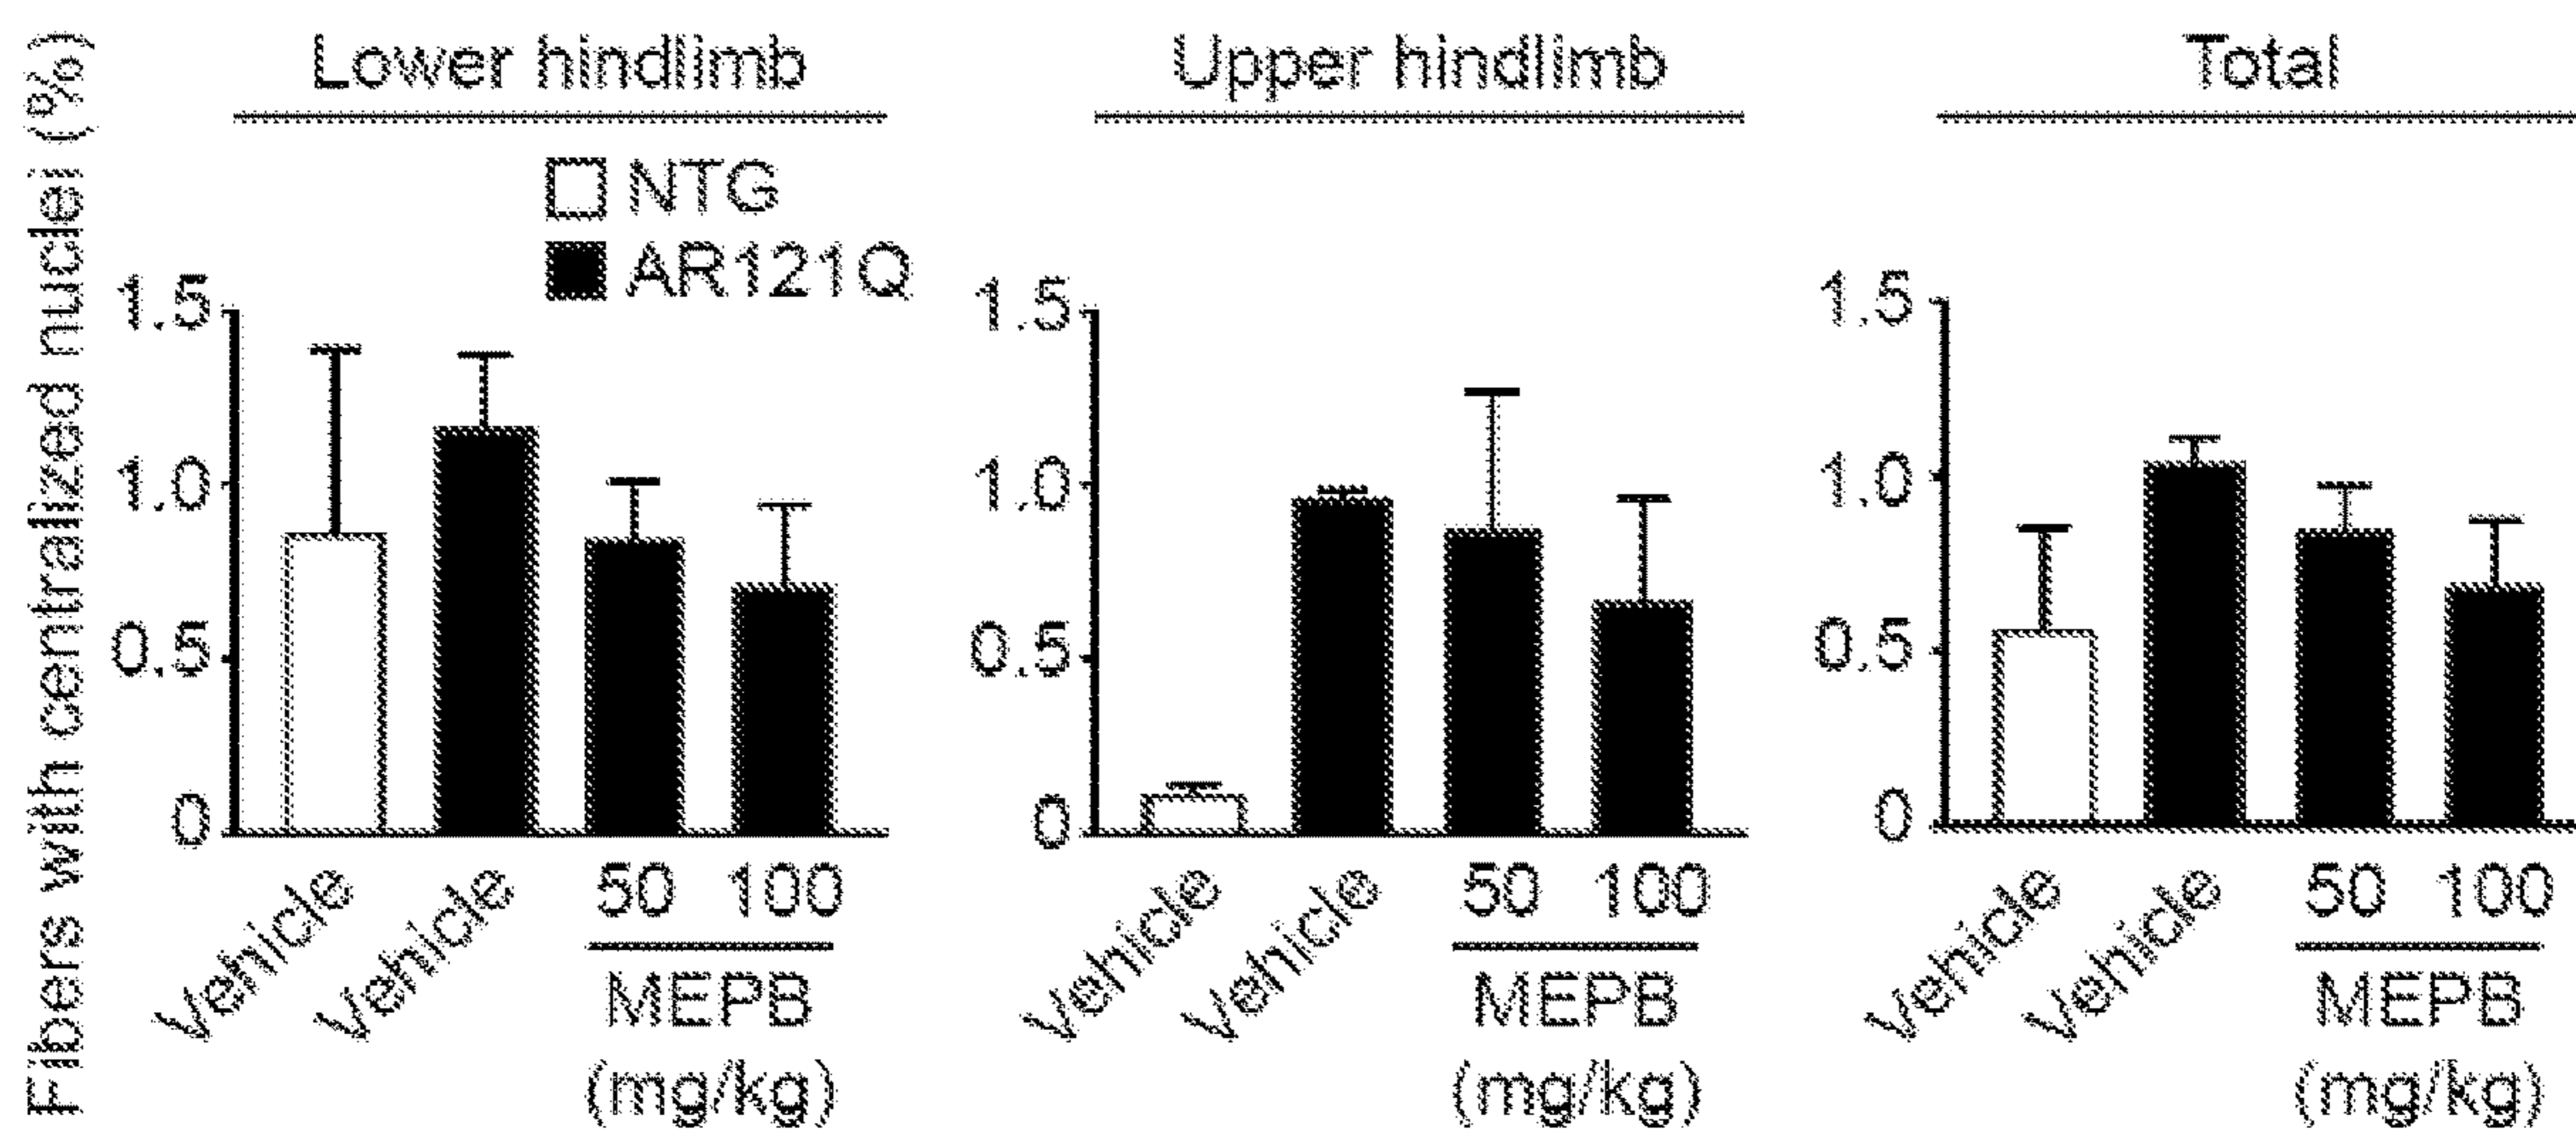 Fibers with centralized nuclei (%)
Lower hindlimb
NTG
AR121Q
1.5
1.0
0.5
0
Vehicle
Vehicle
50 100
MEPB
(mg/kg)
Upper hindlimb
1.5
1.0
0.5
0
Vehicle
Vehicle
50 100
MEPB
(mg/kg)
Total
1.5
1.0
0.5
0
Vehicle
Vehicle
50 100
MEPB
(mg/kg)